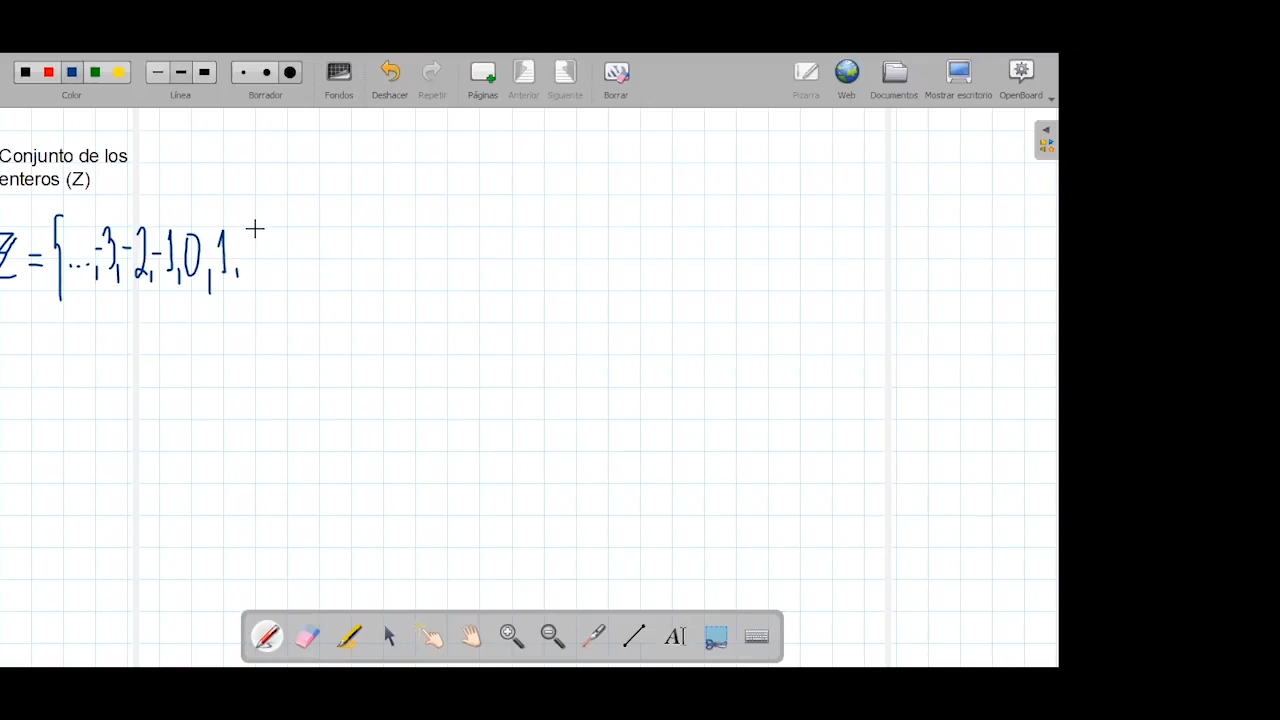 Color
Línea
Borrador
Fondos
Deshacer
Repetir
Páginas
Anterior
Siguiente
Borrar
Pizarra
Web
Documentos
Mostrar escritorio
OpenBoard
Conjunto de los
enteros (Z)
ℤ = {...,-3,-2,-1,0,1,